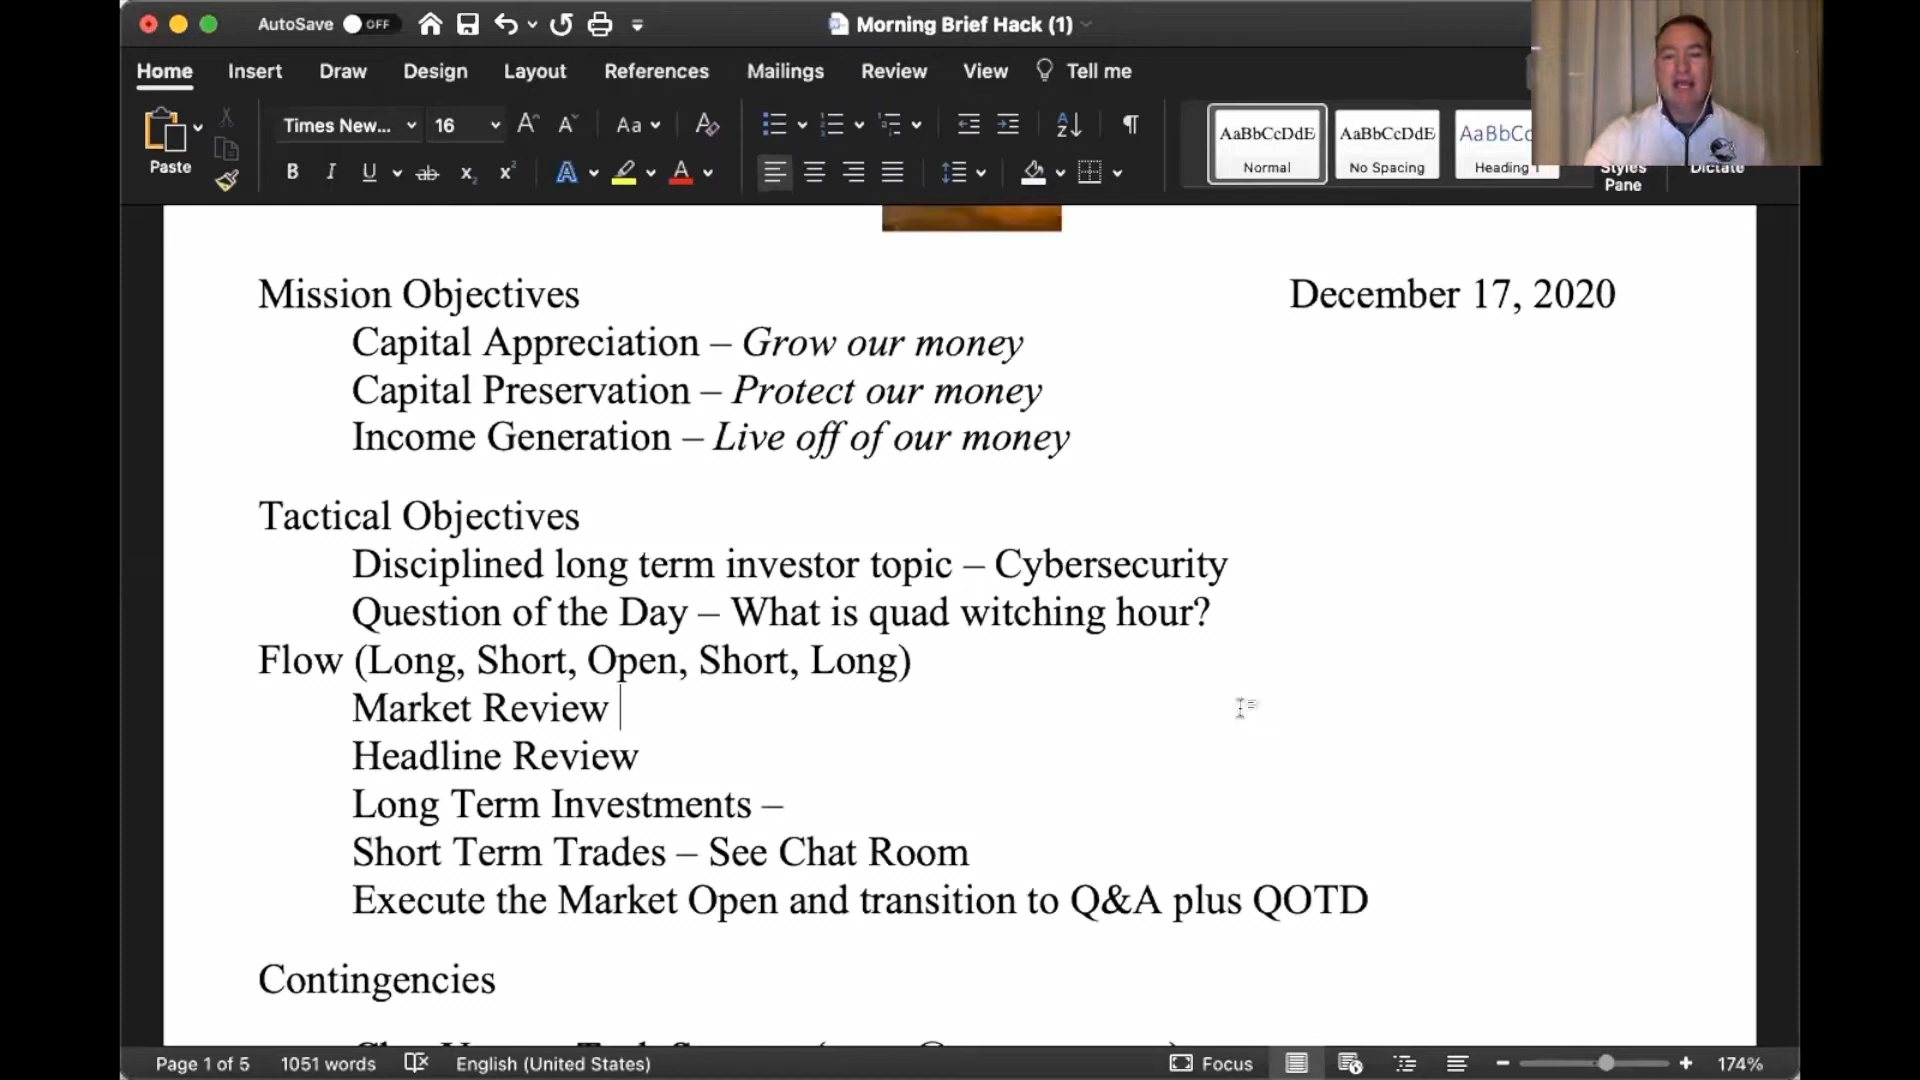 AutoSave OFF Morning Brief Hack (1)
Home Insert Draw Design Layout References Mailings Review View Tell me
Times New... 16 Aa
AaBbCcDdE AaBbCcDdE AaBbCc
Paste Normal No Spacing Heading 1 Styles Pane Dictate
Mission Objectives December 17, 2020
Capital Appreciation – Grow our money
Capital Preservation – Protect our money
Income Generation – Live off of our money
Tactical Objectives
Disciplined long term investor topic – Cybersecurity
Question of the Day – What is quad witching hour?
Flow (Long, Short, Open, Short, Long)
Market Review
Headline Review
Long Term Investments –
Short Term Trades – See Chat Room
Execute the Market Open and transition to Q&A plus QOTD
Contingencies
Page 1 of 5 1051 words English (United States) Focus 174%